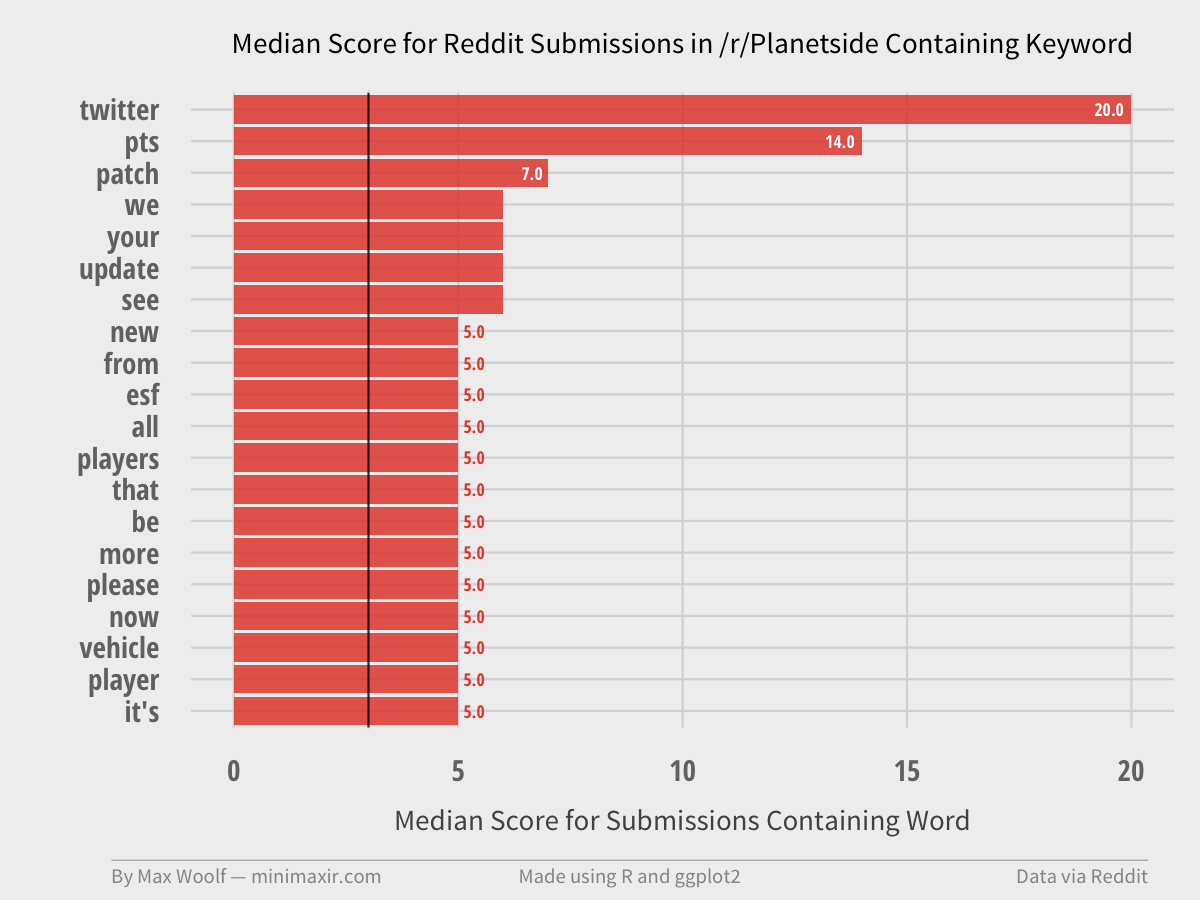 Median Score for Reddit Submissions in /r/Planetside Containing Keyword
twitter 20.0
pts 14.0
patch 7.0
we
your
update
see
new 5.0
from 5.0
esf 5.0
all 5.0
players 5.0
that 5.0
be 5.0
more 5.0
please 5.0
now 5.0
vehicle 5.0
player 5.0
it's 5.0
0 5 10 15 20
Median Score for Submissions Containing Word
By Max Woolf — minimaxir.com Made using R and ggplot2 Data via Reddit